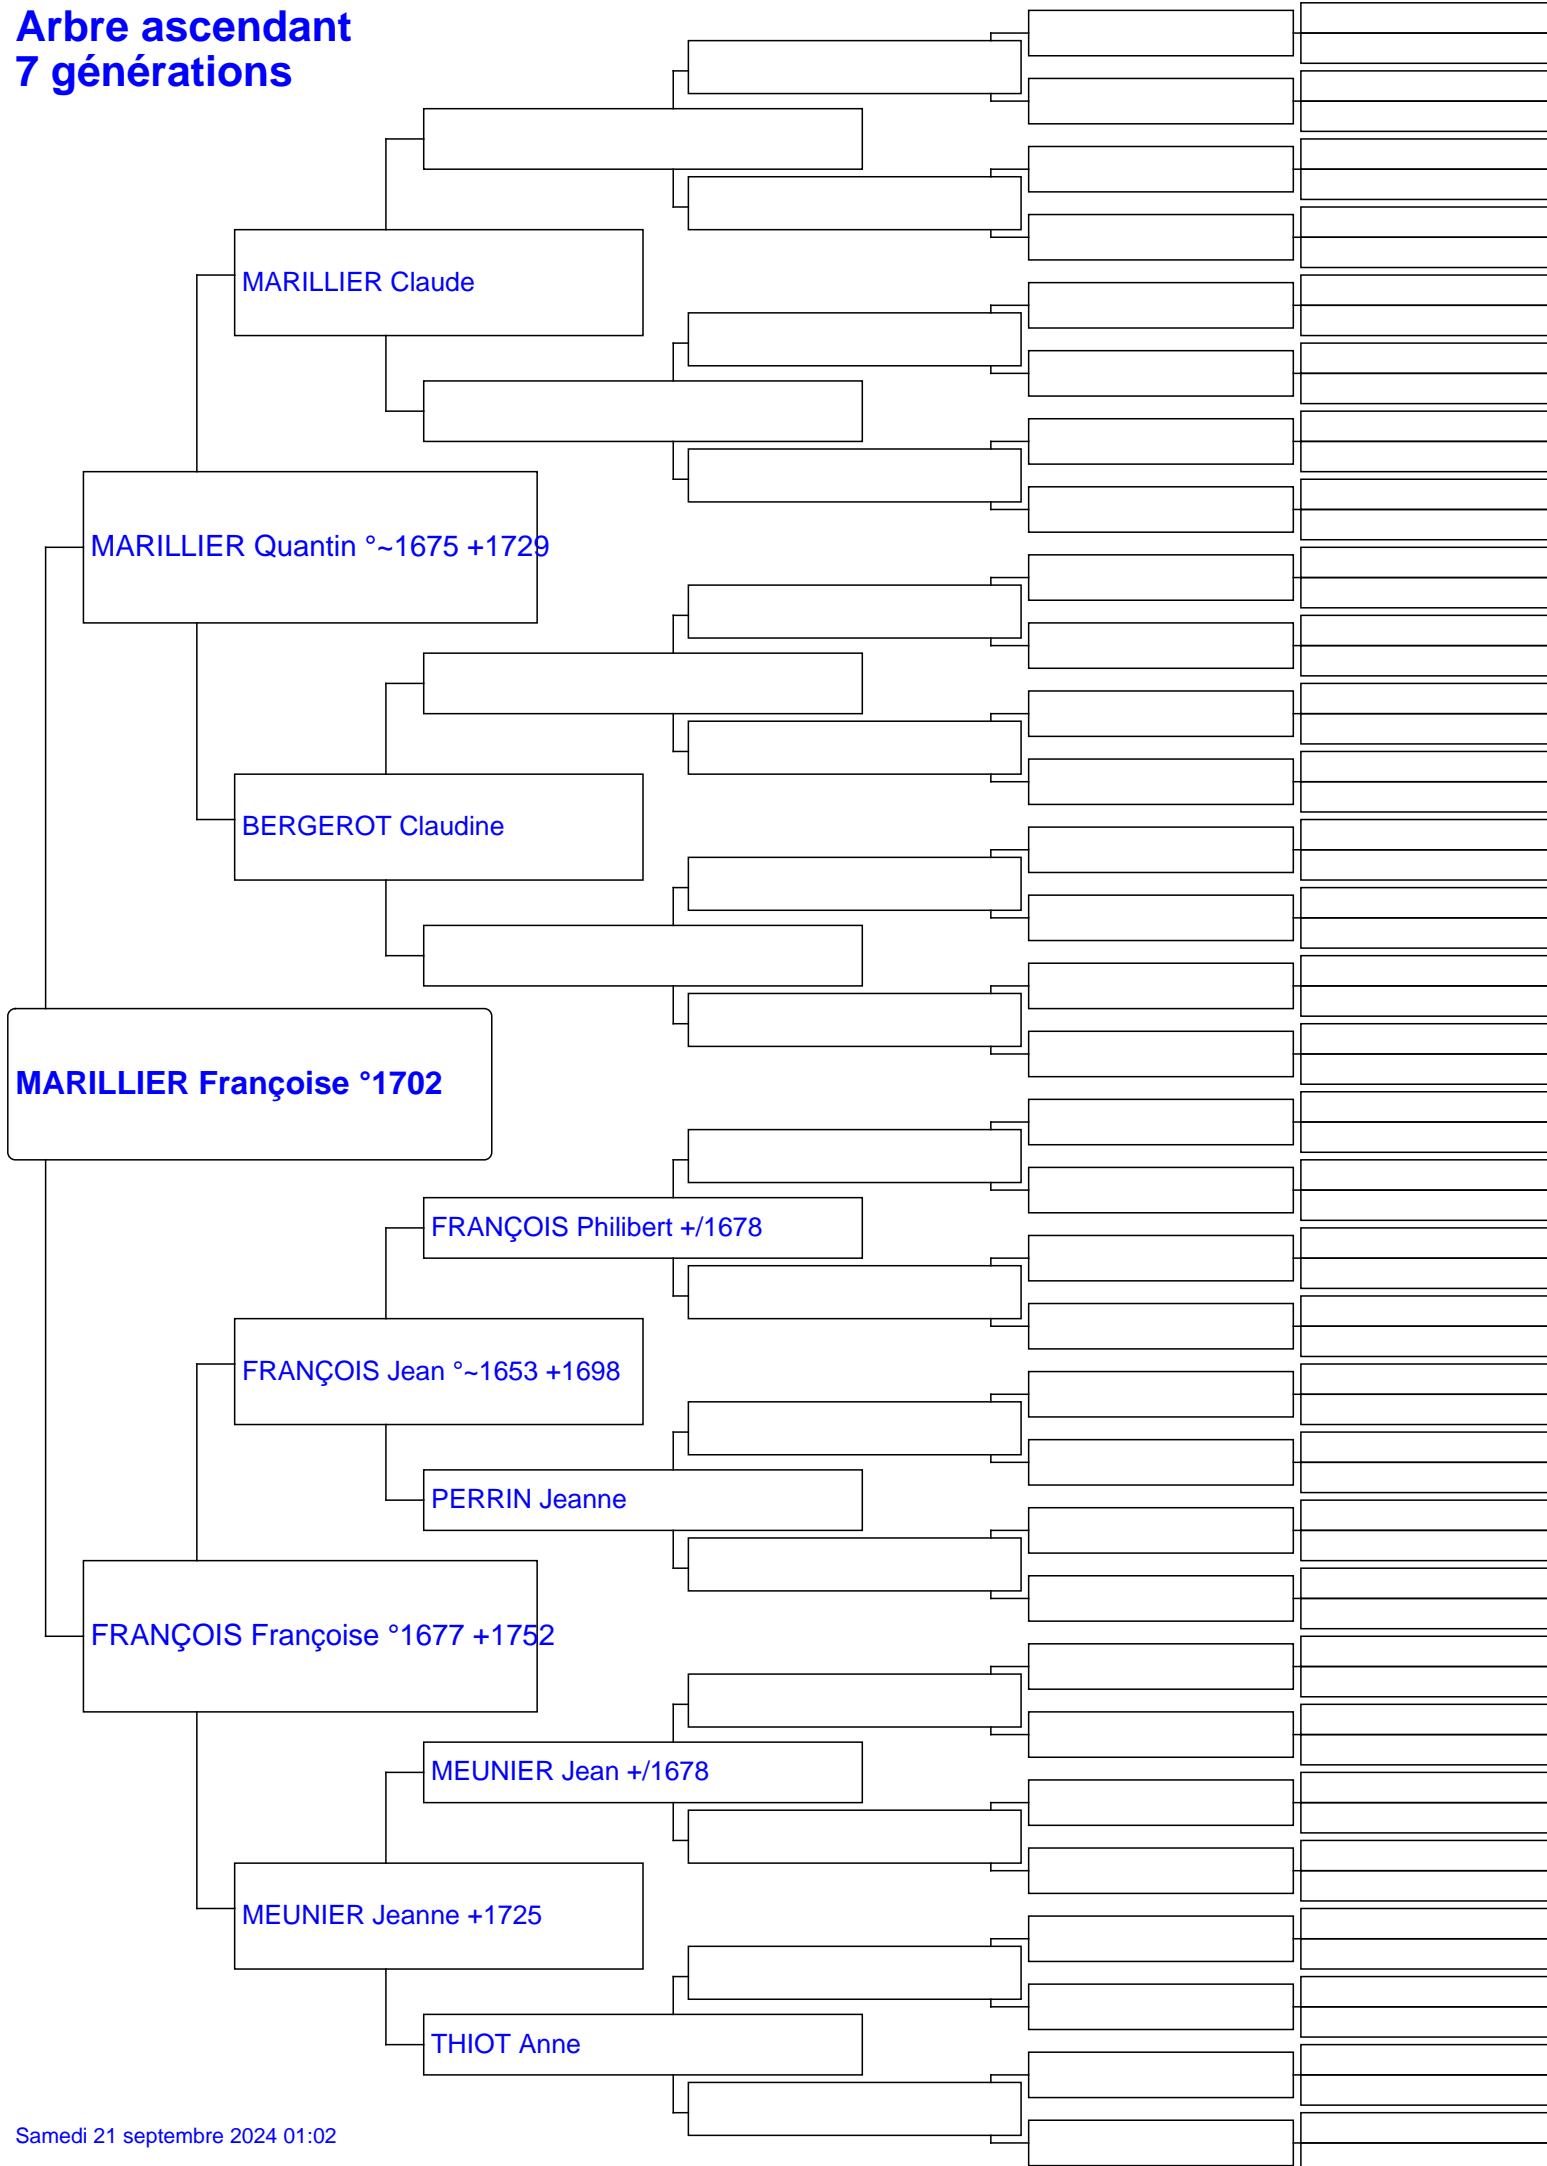 Arbre ascendant
7 générations
MARILLIER Claude
MARILLIER Quantin °~1675 +1729
BERGEROT Claudine
MARILLIER Françoise °1702
FRANÇOIS Philibert +/1678
FRANÇOIS Jean °~1653 +1698
PERRIN Jeanne
FRANÇOIS Françoise °1677 +1752
MEUNIER Jean +/1678
MEUNIER Jeanne +1725
THIOT Anne
Samedi 21 septembre 2024 01:02